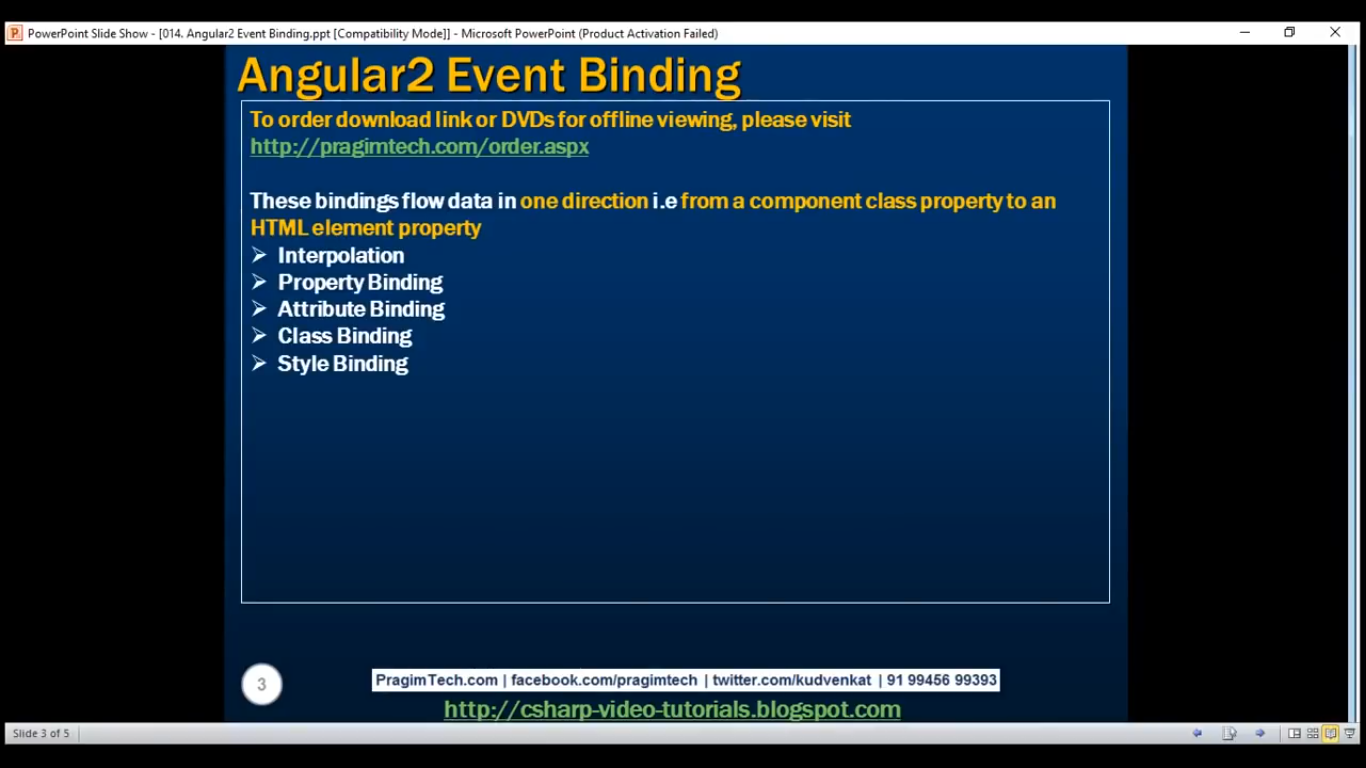 PowerPoint Slide Show - [014. Angular2 Event Binding.ppt [Compatibility Mode]] - Microsoft PowerPoint (Product Activation Failed)
Angular2 Event Binding
To order download link or DVDs for offline viewing, please visit
http://pragimtech.com/order.aspx
These bindings flow data in one direction i.e from a component class property to an
HTML element property
➢ Interpolation
➢ Property Binding
➢ Attribute Binding
➢ Class Binding
➢ Style Binding
3
PragimTech.com | facebook.com/pragimtech | twitter.com/kudvenkat | 91 99456 99393
http://csharp-video-tutorials.blogspot.com
Slide 3 of 5